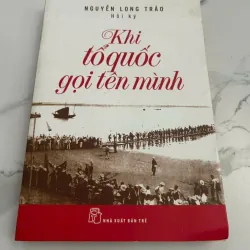 NGUYỄN LONG TRẢO
Hồi ký
Khi
tổ quốc
gọi tên mình
NHÀ XUẤT BẢN TRẺ